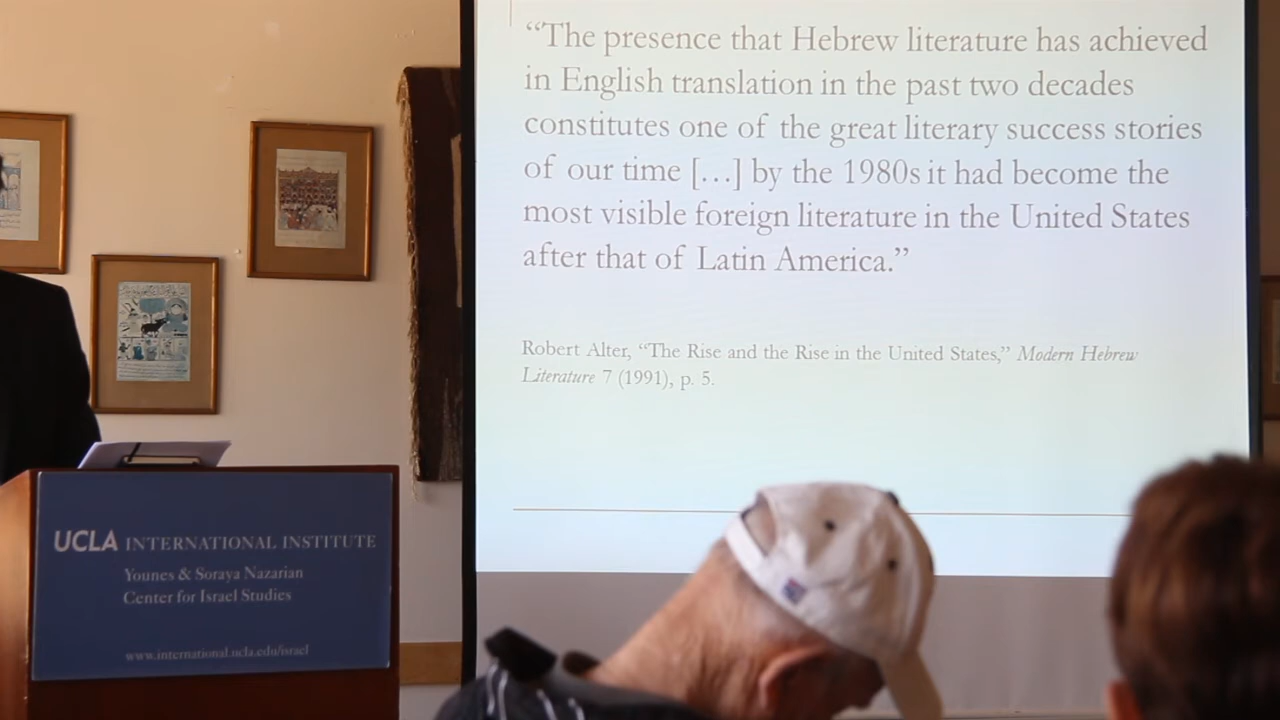 “The presence that Hebrew literature has achieved
in English translation in the past two decades
constitutes one of the great literary success stories
of our time […] by the 1980s it had become the
most visible foreign literature in the United States
after that of Latin America.”
Robert Alter, “The Rise and the Rise in the United States,” Modern Hebrew
Literature 7 (1991), p. 5.
UCLA INTERNATIONAL INSTITUTE
Younes & Soraya Nazarian
Center for Israel Studies
www.international.ucla.edu/israel